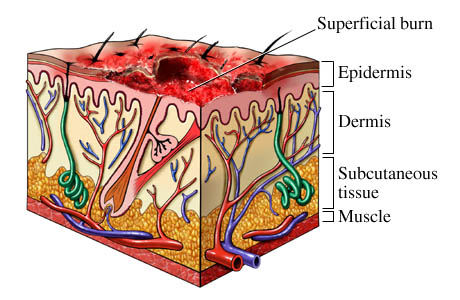 Superficial burn
Epidermis
Dermis
Subcutaneous
tissue
Muscle